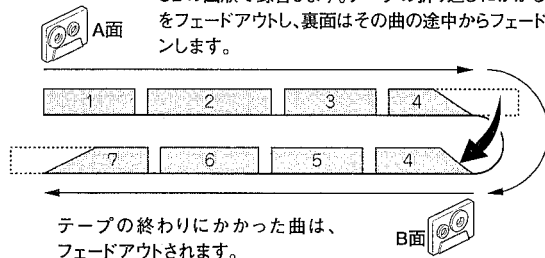 をフェードアウトし、裏面はその曲の途中からフェード
ンします。
A面
1 2 3 4
7 6 5 4
テープの終わりにかかった曲は、
フェードアウトされます。
B面